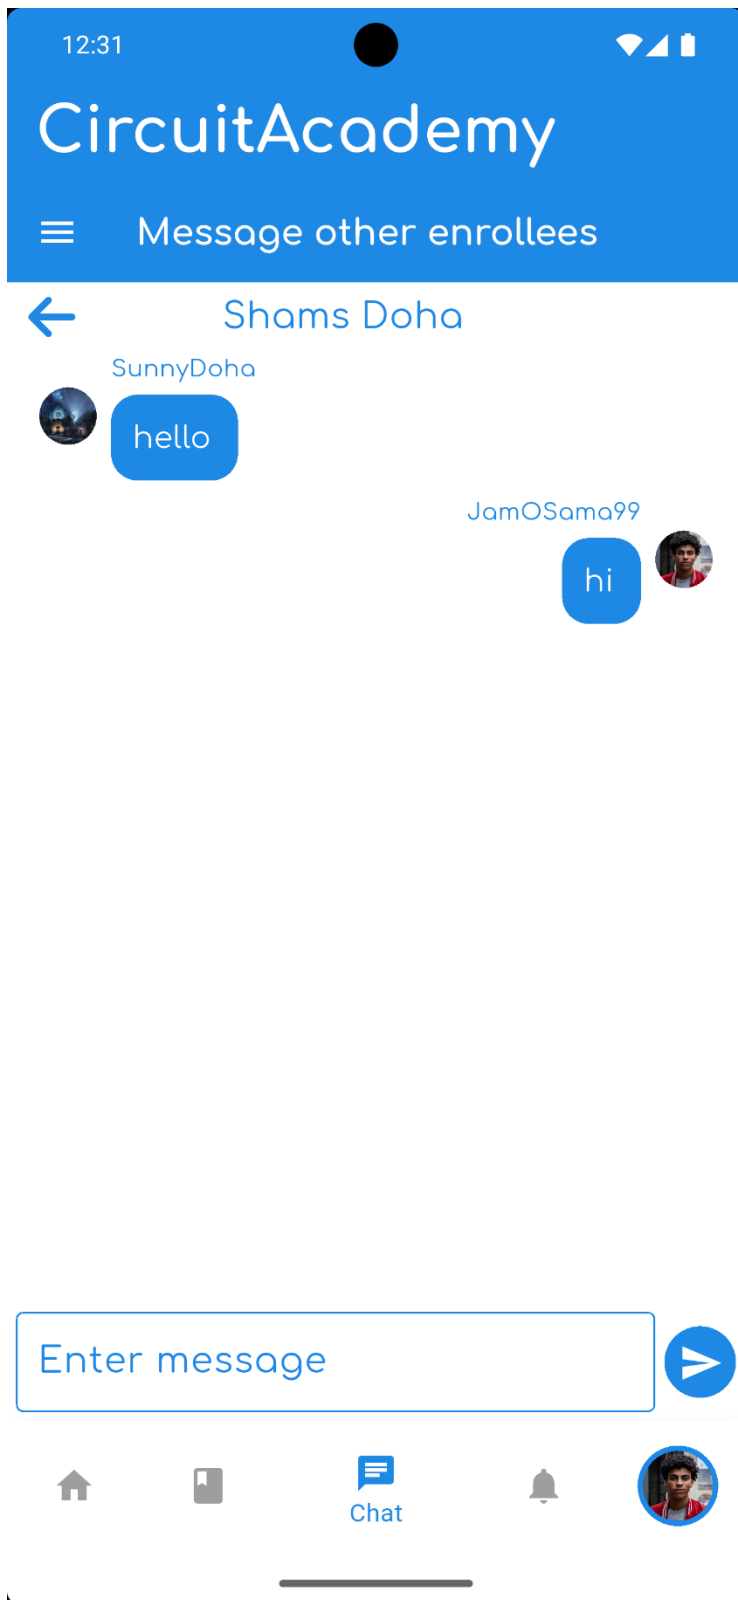 12:31
CircuitAcademy
Message other enrollees
Shams Doha
SunnyDoha
hello
JamOSama99
hi
Enter message
Chat